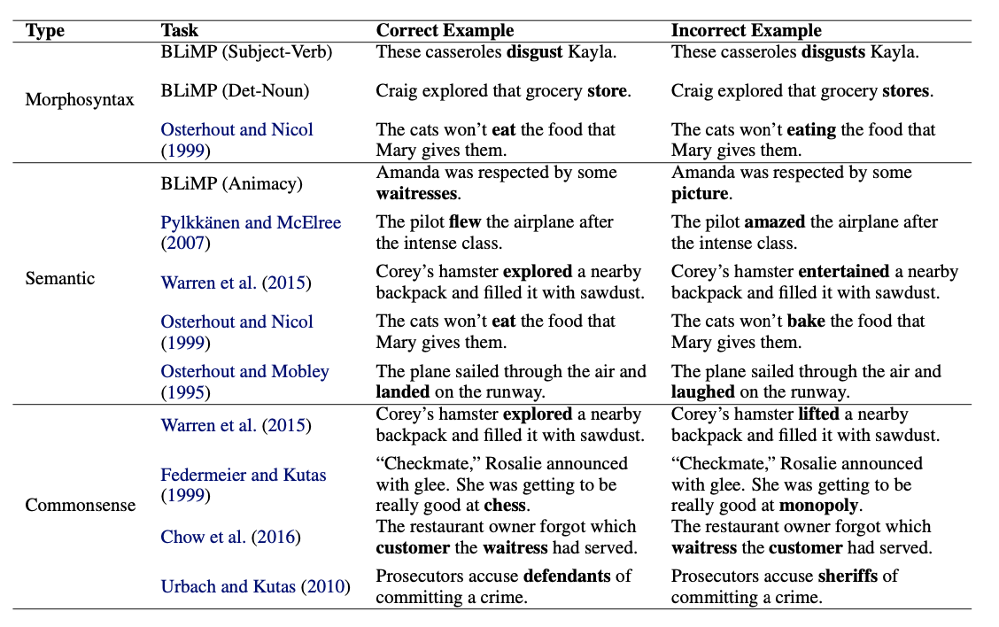 Type Task Correct Example Incorrect Example
BLiMP (Subject-Verb) These casseroles disgust Kayla. These casseroles disgusts Kayla.
Morphosyntax
BLiMP (Det-Noun) Craig explored that grocery store. Craig explored that grocery stores.
Osterhout and Nicol The cats won’t eat the food that The cats won’t eating the food that
(1999) Mary gives them. Mary gives them.
BLiMP (Animacy) Amanda was respected by some Amanda was respected by some
waitresses. picture.
Pylkkänen and McElree The pilot flew the airplane after The pilot amazed the airplane after
(2007) the intense class. the intense class.
Semantic
Warren et al. (2015) Corey’s hamster explored a nearby Corey’s hamster entertained a nearby
backpack and filled it with sawdust. backpack and filled it with sawdust.
Osterhout and Nicol The cats won’t eat the food that The cats won’t bake the food that
(1999) Mary gives them. Mary gives them.
Osterhout and Mobley The plane sailed through the air and The plane sailed through the air and
(1995) landed on the runway. laughed on the runway.
Warren et al. (2015) Corey’s hamster explored a nearby Corey’s hamster lifted a nearby
backpack and filled it with sawdust. backpack and filled it with sawdust.
Commonsense
Federmeier and Kutas “Checkmate,” Rosalie announced “Checkmate,” Rosalie announced
(1999) with glee. She was getting to be with glee. She was getting to be
really good at chess. really good at monopoly.
Chow et al. (2016) The restaurant owner forgot which The restaurant owner forgot which
customer the waitress had served. waitress the customer had served.
Urbach and Kutas (2010) Prosecutors accuse defendants of Prosecutors accuse sheriffs of
committing a crime. committing a crime.